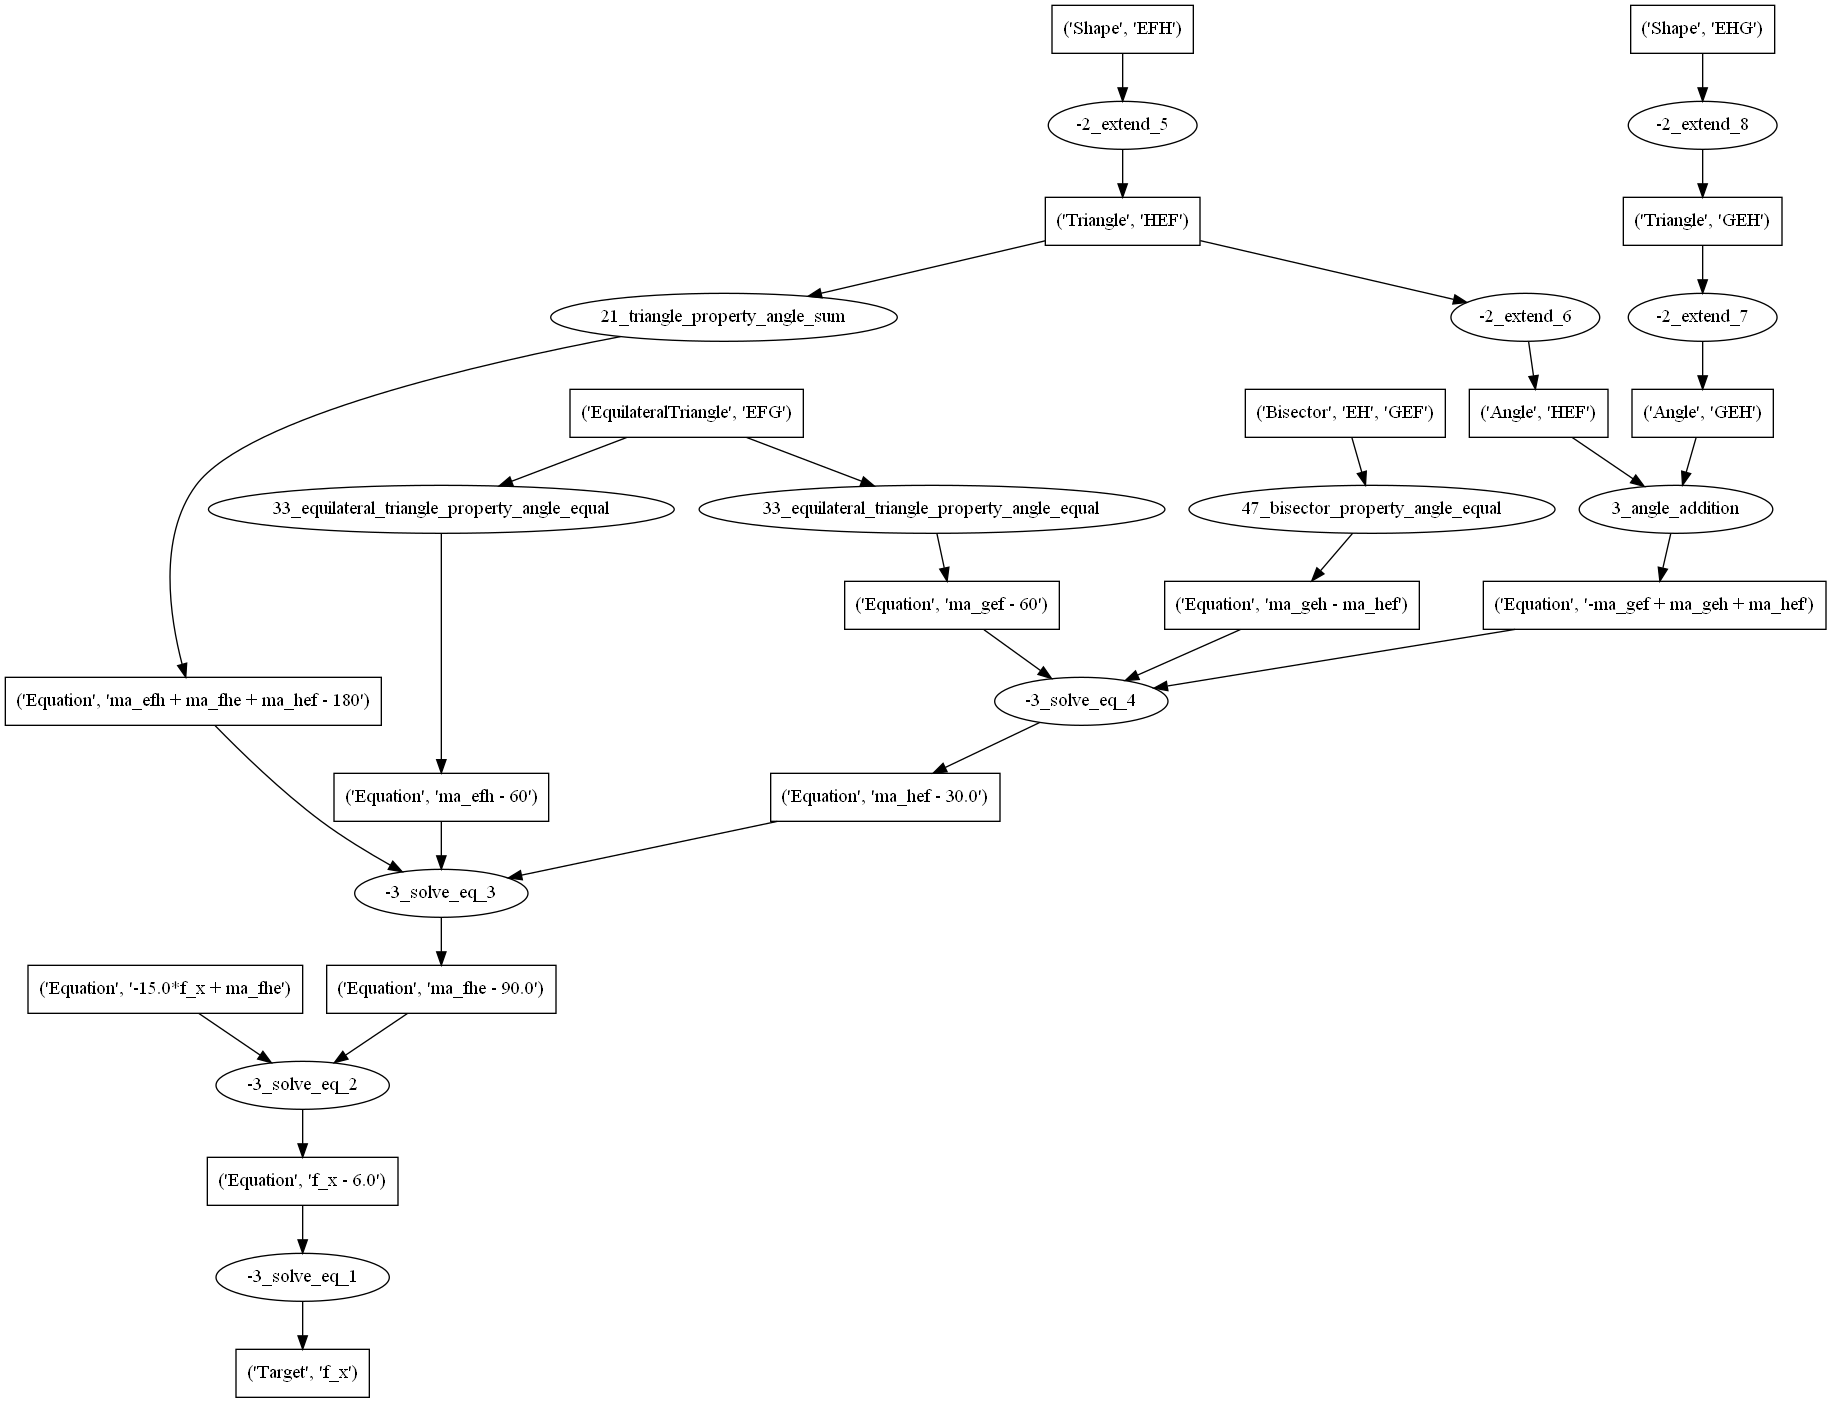 ('Shape', 'EFH')
('Shape', 'EHG')
-2_extend_5
-2_extend_8
('Triangle', 'HEF')
('Triangle', 'GEH')
21_triangle_property_angle_sum
-2_extend_6
-2_extend_7
('EquilateralTriangle', 'EFG')
('Bisector', 'EH', 'GEF')
('Angle', 'HEF')
('Angle', 'GEH')
33_equilateral_triangle_property_angle_equal
33_equilateral_triangle_property_angle_equal
47_bisector_property_angle_equal
3_angle_addition
('Equation', 'ma_gef - 60')
('Equation', 'ma_geh - ma_hef')
('Equation', '-ma_gef + ma_geh + ma_hef')
('Equation', 'ma_efh + ma_fhe + ma_hef - 180')
-3_solve_eq_4
('Equation', 'ma_efh - 60')
('Equation', 'ma_hef - 30.0')
-3_solve_eq_3
('Equation', '-15.0*f_x + ma_fhe')
('Equation', 'ma_fhe - 90.0')
-3_solve_eq_2
('Equation', 'f_x - 6.0')
-3_solve_eq_1
('Target', 'f_x')